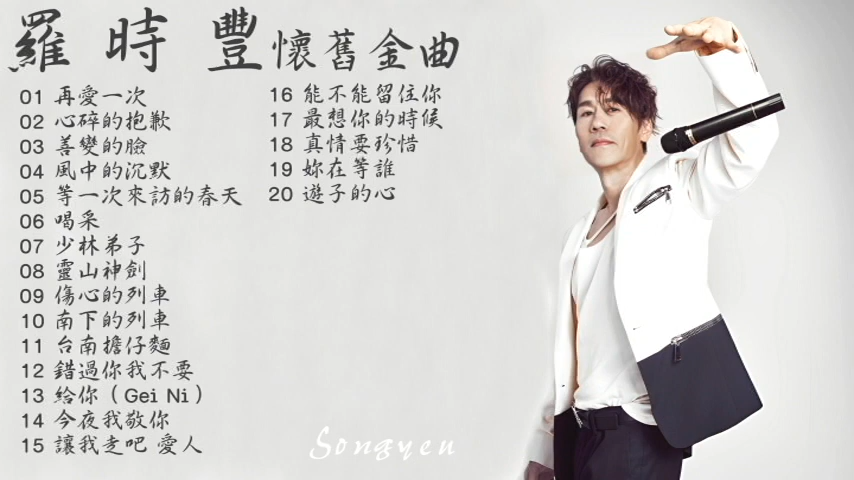 羅時豐懷舊金曲
01 再愛一次
02 心碎的抱歉
03 善變的臉
04 風中的沉默
05 等一次來訪的春天
06 喝采
07 少林弟子
08 靈山神劍
09 傷心的列車
10 南下的列車
11 台南擔仔麵
12 錯過你我不要
13 給你（Gei Ni）
14 今夜我敬你
15 讓我走吧 愛人
16 能不能留住你
17 最想你的時候
18 真情要珍惜
19 妳在等誰
20 遊子的心
Songyeu